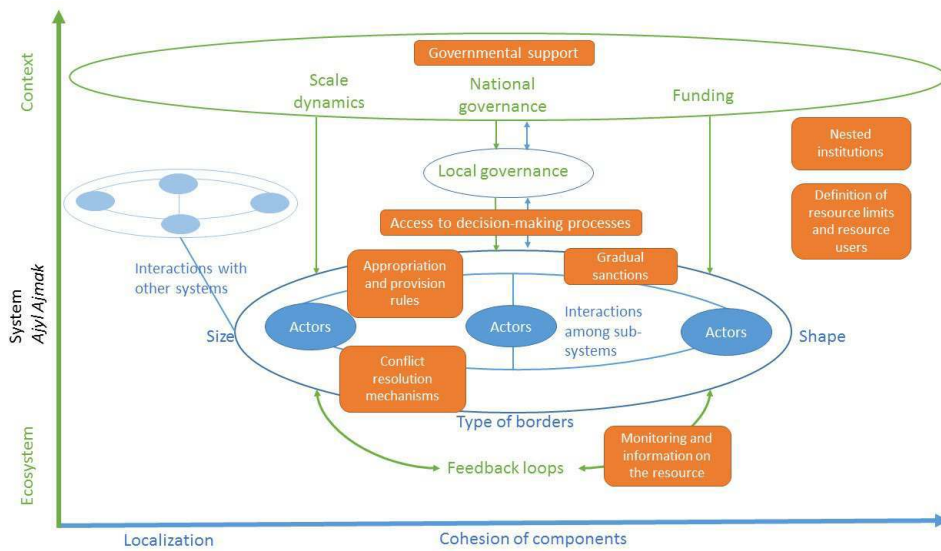 Context
Governmental support
Scale
dynamics
National
governance
Funding
Nested
institutions
Local governance
Definition of
resource limits
and resource
users
Access to decision-making processes
System
Ajyl Ajmak
Interactions with
other systems
Appropriation
and provision
rules
Gradual
sanctions
Size
Actors
Actors
Interactions
among sub-
systems
Actors
Shape
Conflict
resolution
mechanisms
Type of borders
Ecosystem
Feedback loops
Monitoring and
information on
the resource
Localization
Cohesion of components